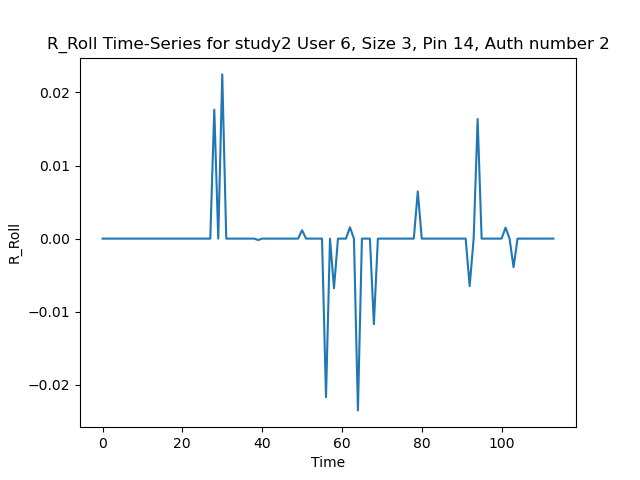 R_Roll Time-Series for study2 User 6, Size 3, Pin 14, Auth number 2
0.02
0.01
0.00
−0.01
−0.02
R_Roll
0 20 40 60 80 100
Time